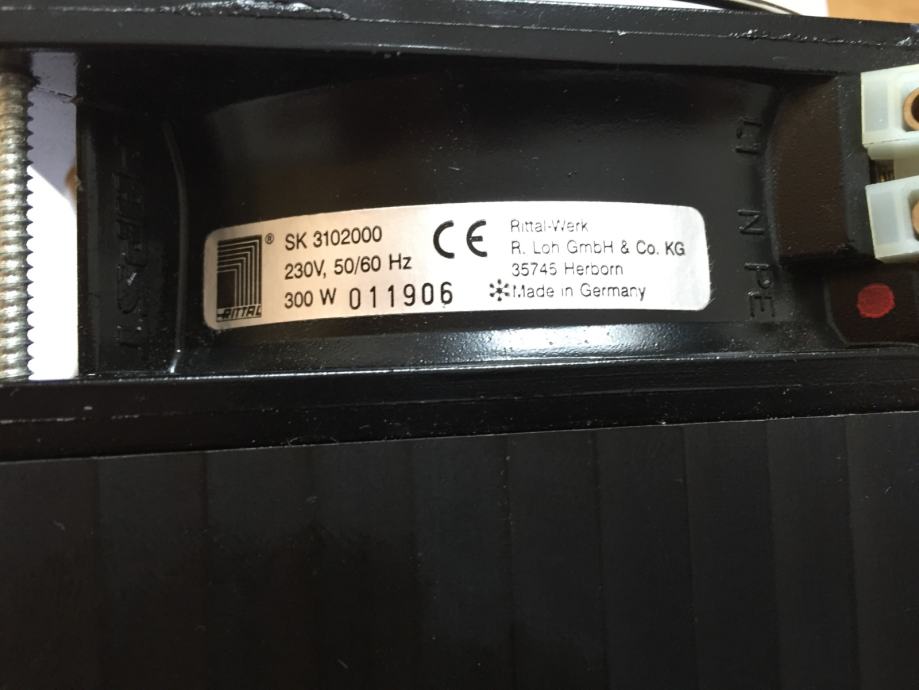 PAPST
® SK 3102000
230V, 50/60 Hz
300 W 011906
RITTAL
CE
Rittal-Werk
R. Loh GmbH & Co. KG
35745 Herborn
Made in Germany
N PE